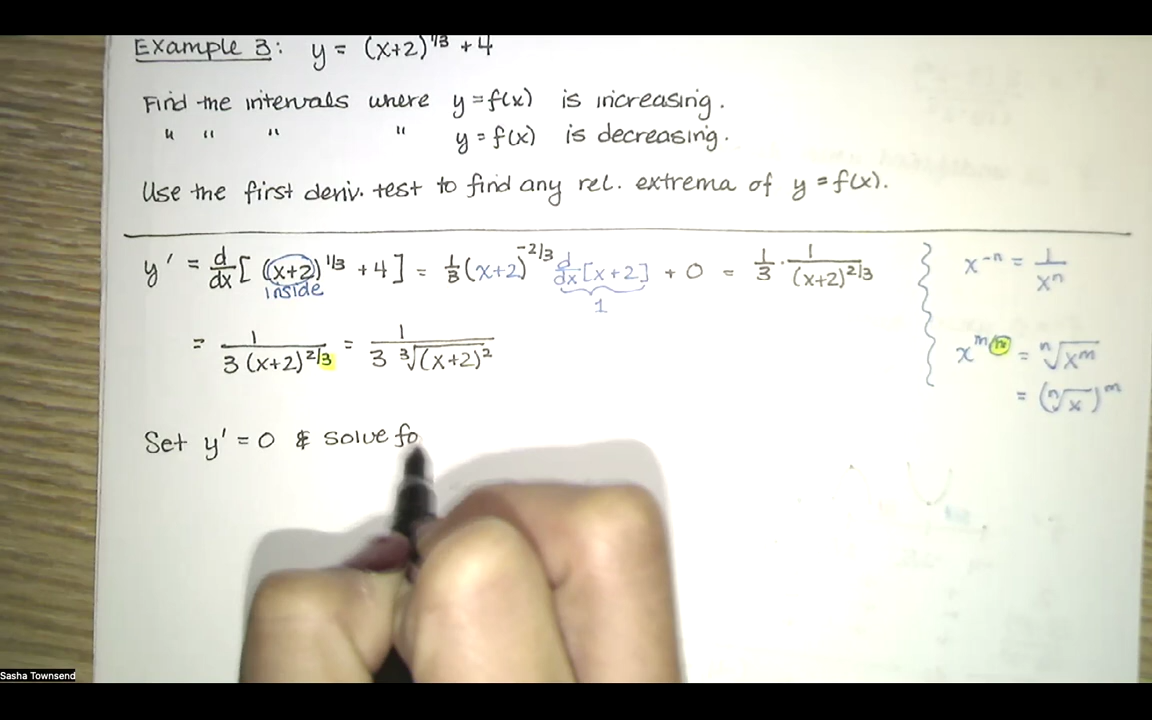 Example 3: y = (x+2)^1/3 + 4
Find the intervals where y = f(x) is increasing.
" " " " y = f(x) is decreasing.
Use the first deriv. test to find any rel. extrema of y = f(x).
y' = d/dx [ (x+2)^1/3 + 4 ] = 1/3 (x+2)^-2/3 d/dx [x+2] + 0 = 1/3 · 1/(x+2)^2/3
inside
1
x^-n = 1/x^n
= 1/3(x+2)^2/3 = 1/3 ∛(x+2)^2
x^m/n = ⁿ√x^m
= (ⁿ√x)^m
Set y' = 0 & solve fo
Sasha Townsend